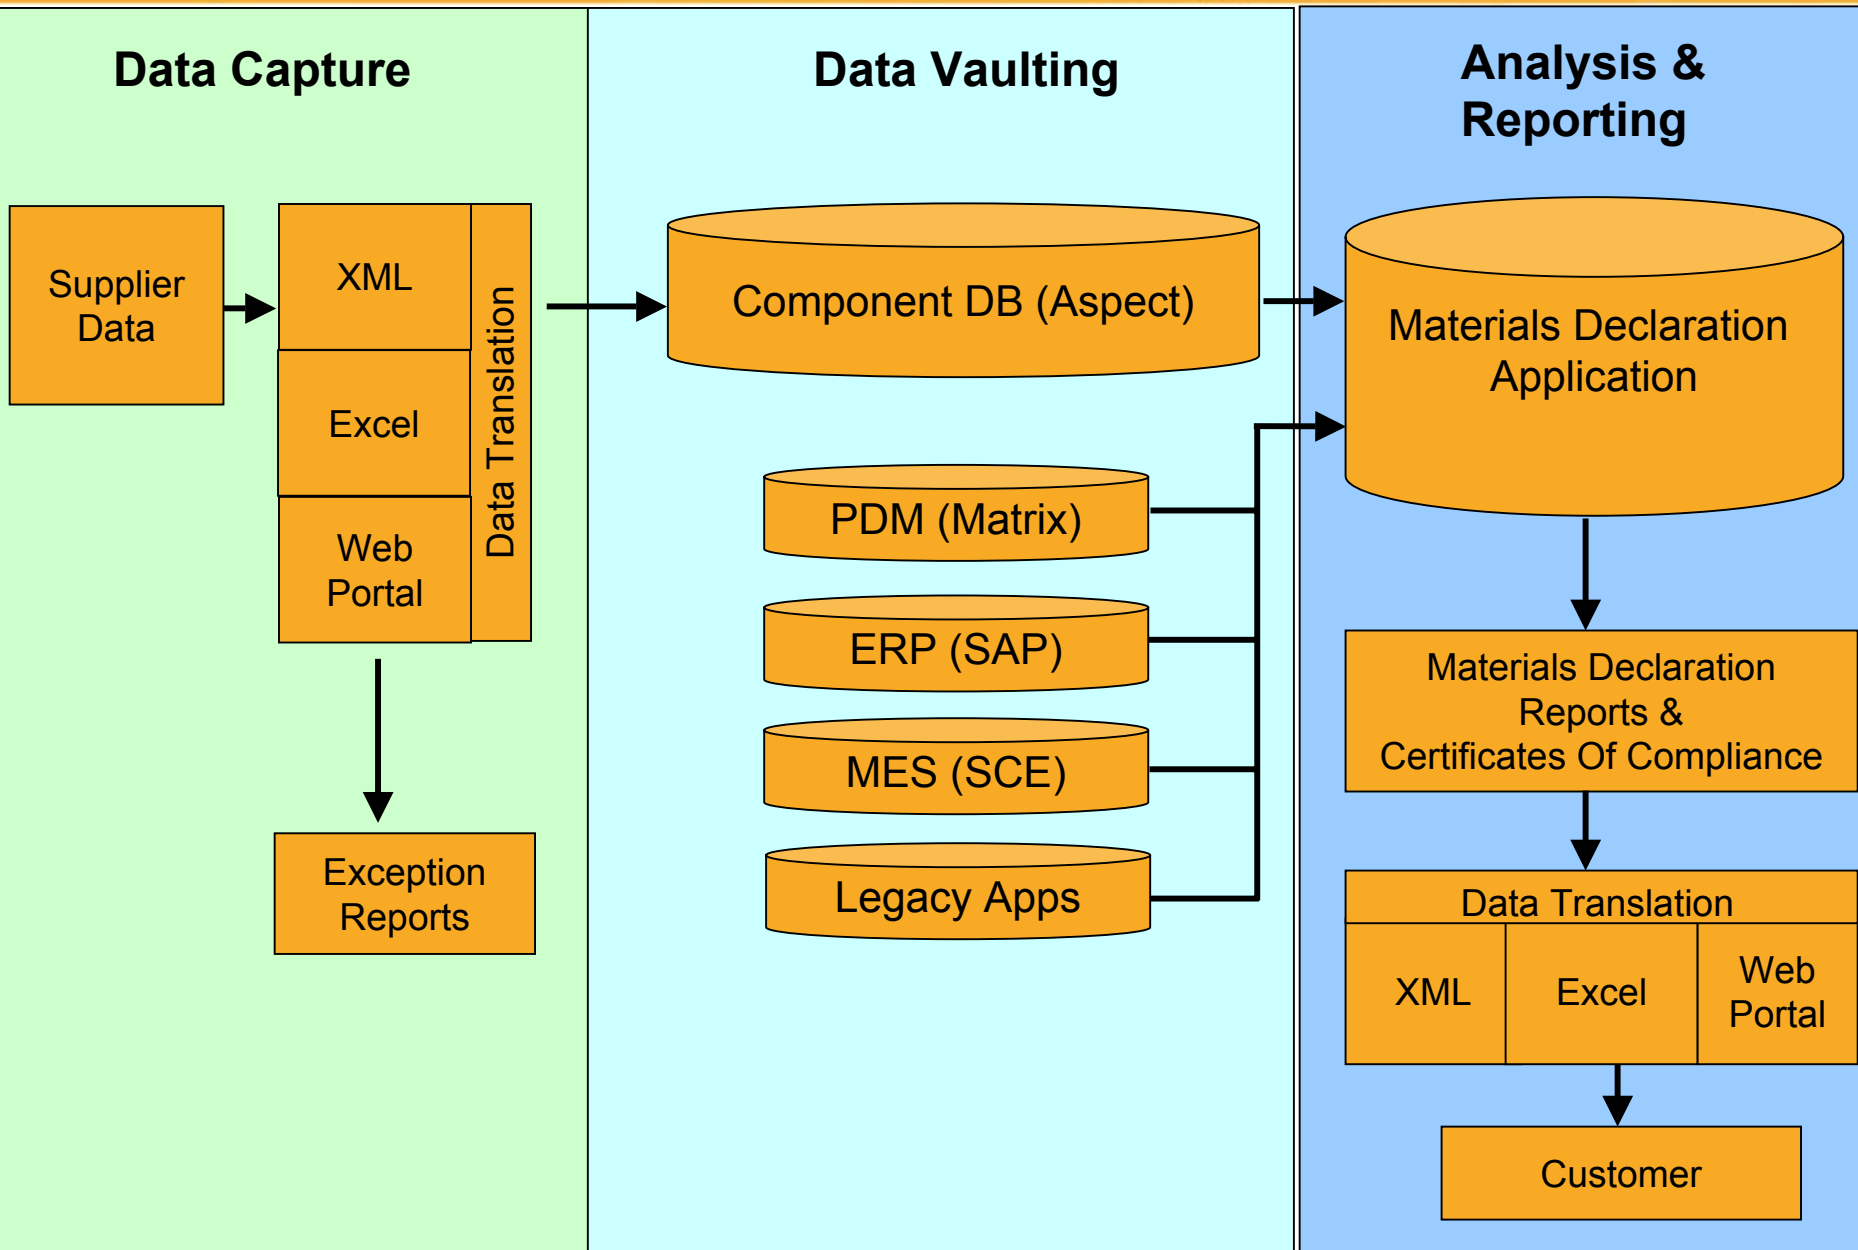 Data Capture
Supplier
Data
XML
Excel
Web
Portal
Data Translation
Exception
Reports
Data Vaulting
Component DB (Aspect)
PDM (Matrix)
ERP (SAP)
MES (SCE)
Legacy Apps
Analysis &
Reporting
Materials Declaration
Application
Materials Declaration
Reports &
Certificates Of Compliance
Data Translation
XML
Excel
Web
Portal
Customer